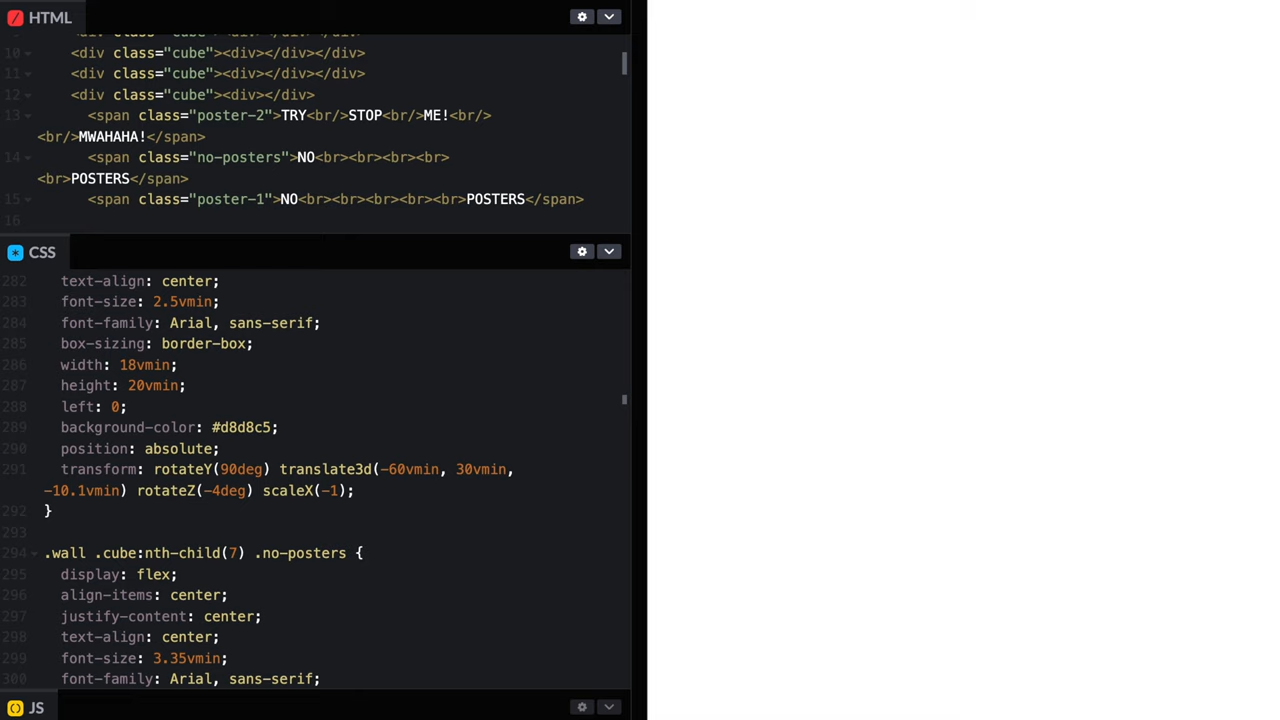 HTML
9 <div class="cube"><div></div></div>
10 <div class="cube"><div></div></div>
11 <div class="cube"><div></div></div>
12 <div class="cube"><div></div>
13 <span class="poster-2">TRY<br/>STOP<br/>ME!<br/>
<br/>MWAHAHA!</span>
14 <span class="no-posters">NO<br><br><br><br>
<br>POSTERS</span>
15 <span class="poster-1">NO<br><br><br><br><br>POSTERS</span>
16
CSS
282 text-align: center;
283 font-size: 2.5vmin;
284 font-family: Arial, sans-serif;
285 box-sizing: border-box;
286 width: 18vmin;
287 height: 20vmin;
288 left: 0;
289 background-color: #d8d8c5;
290 position: absolute;
291 transform: rotateY(90deg) translate3d(-60vmin, 30vmin,
-10.1vmin) rotateZ(-4deg) scaleX(-1);
292 }
293
294 .wall .cube:nth-child(7) .no-posters {
295 display: flex;
296 align-items: center;
297 justify-content: center;
298 text-align: center;
299 font-size: 3.35vmin;
300 font-family: Arial, sans-serif;
JS